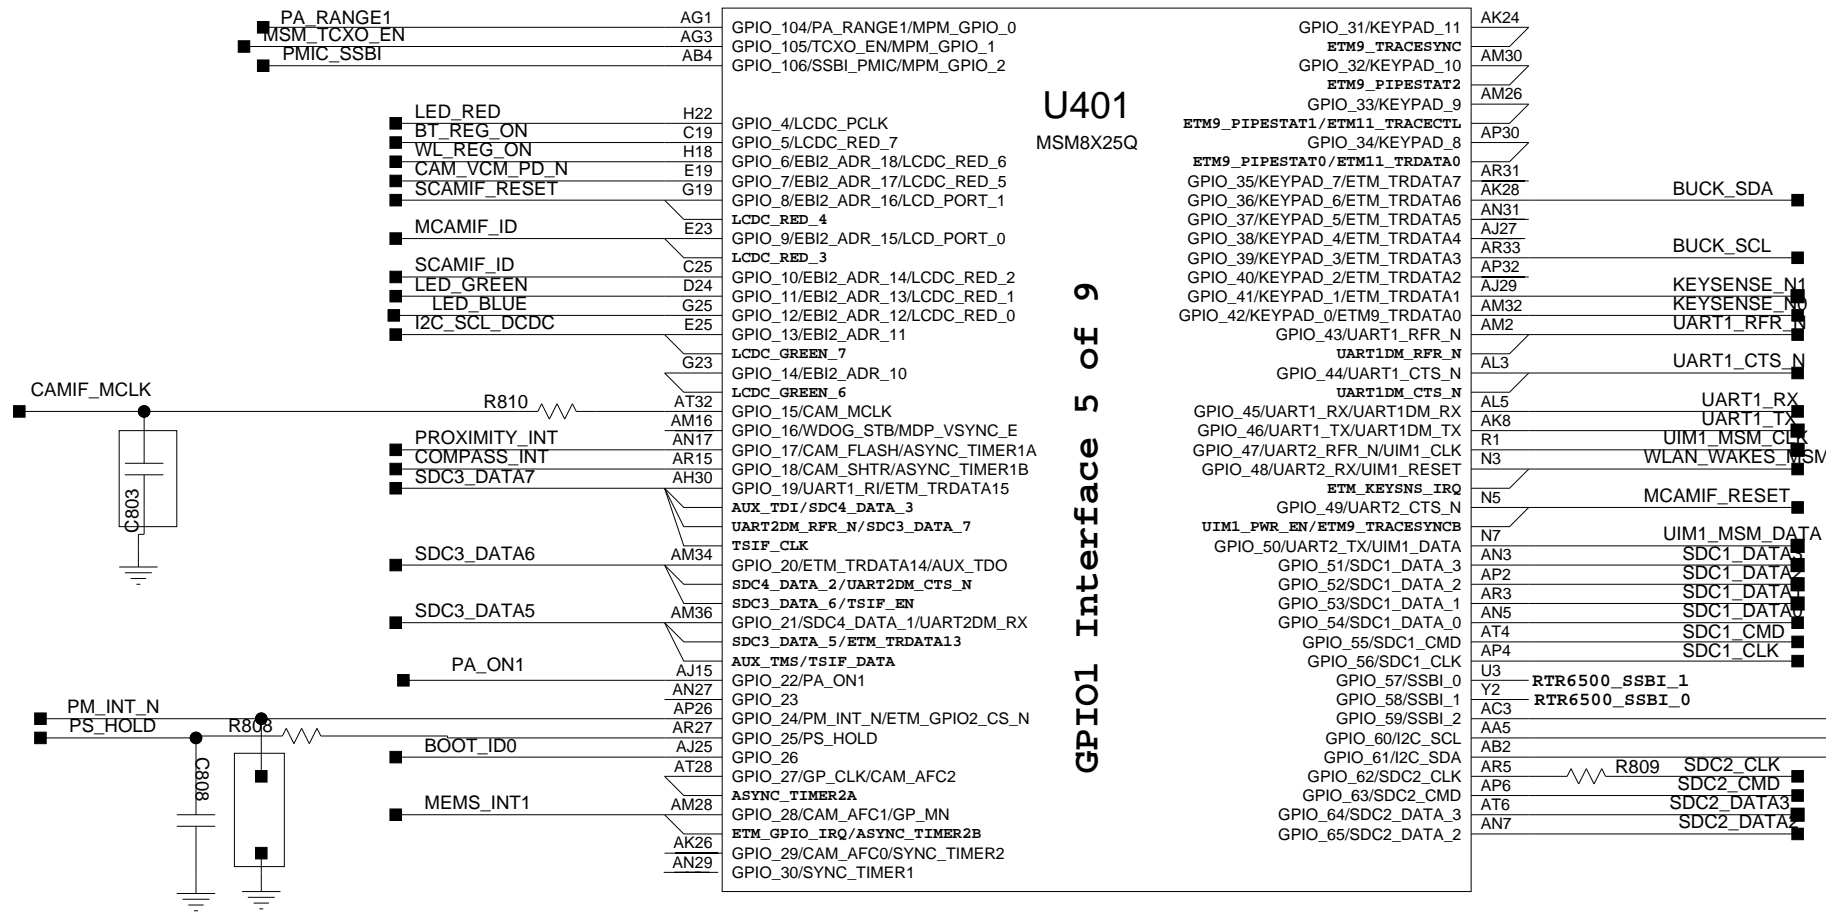 PA_RANGE1 AG1 GPIO_104/PA_RANGE1/MPM_GPIO_0
MSM_TCXO_EN AG3 GPIO_105/TCXO_EN/MPM_GPIO_1
PMIC_SSBI AB4 GPIO_106/SSBI_PMIC/MPM_GPIO_2
LED_RED H22 GPIO_4/LCDC_PCLK
BT_REG_ON C19 GPIO_5/LCDC_RED_7
WL_REG_ON H18 GPIO_6/EBI2_ADR_18/LCDC_RED_6
CAM_VCM_PD_N E19 GPIO_7/EBI2_ADR_17/LCDC_RED_5
SCAMIF_RESET G19 GPIO_8/EBI2_ADR_16/LCD_PORT_1
LCDC_RED_4
MCAMIF_ID E23 GPIO_9/EBI2_ADR_15/LCD_PORT_0
LCDC_RED_3
SCAMIF_ID C25 GPIO_10/EBI2_ADR_14/LCDC_RED_2
LED_GREEN D24 GPIO_11/EBI2_ADR_13/LCDC_RED_1
LED_BLUE G25 GPIO_12/EBI2_ADR_12/LCDC_RED_0
I2C_SCL_DCDC E25 GPIO_13/EBI2_ADR_11
LCDC_GREEN_7
G23 GPIO_14/EBI2_ADR_10
LCDC_GREEN_6
CAMIF_MCLK R810 AT32 GPIO_15/CAM_MCLK
C803
AM16 GPIO_16/WDOG_STB/MDP_VSYNC_E
PROXIMITY_INT AN17 GPIO_17/CAM_FLASH/ASYNC_TIMER1A
COMPASS_INT AR15 GPIO_18/CAM_SHTR/ASYNC_TIMER1B
SDC3_DATA7 AH30 GPIO_19/UART1_RI/ETM_TRDATA15
AUX_TDI/SDC4_DATA_3
UART2DM_RFR_N/SDC3_DATA_7
TSIF_CLK
SDC3_DATA6 AM34 GPIO_20/ETM_TRDATA14/AUX_TDO
SDC4_DATA_2/UART2DM_CTS_N
SDC3_DATA_6/TSIF_EN
SDC3_DATA5 AM36 GPIO_21/SDC4_DATA_1/UART2DM_RX
SDC3_DATA_5/ETM_TRDATA13
AUX_TMS/TSIF_DATA
PA_ON1 AJ15 GPIO_22/PA_ON1
AN27 GPIO_23
PM_INT_N AP26 GPIO_24/PM_INT_N/ETM_GPIO2_CS_N
PS_HOLD R808 AR27 GPIO_25/PS_HOLD
C808
BOOT_ID0 AJ25 GPIO_26
AT28 GPIO_27/GP_CLK/CAM_AFC2
ASYNC_TIMER2A
MEMS_INT1 AM28 GPIO_28/CAM_AFC1/GP_MN
ETM_GPIO_IRQ/ASYNC_TIMER2B
AK26 GPIO_29/CAM_AFC0/SYNC_TIMER2
AN29 GPIO_30/SYNC_TIMER1
U401
MSM8X25Q
GPIO1 Interface 5 of 9
GPIO_31/KEYPAD_11 AK24
ETM9_TRACESYNC
GPIO_32/KEYPAD_10 AM30
ETM9_PIPESTAT2
GPIO_33/KEYPAD_9 AM26
ETM9_PIPESTAT1/ETM11_TRACECTL
GPIO_34/KEYPAD_8 AP30
ETM9_PIPESTAT0/ETM11_TRDATA0
GPIO_35/KEYPAD_7/ETM_TRDATA7 AR31
GPIO_36/KEYPAD_6/ETM_TRDATA6 AK28 BUCK_SDA
GPIO_37/KEYPAD_5/ETM_TRDATA5 AN31
GPIO_38/KEYPAD_4/ETM_TRDATA4 AJ27
GPIO_39/KEYPAD_3/ETM_TRDATA3 AR33 BUCK_SCL
GPIO_40/KEYPAD_2/ETM_TRDATA2 AP32
GPIO_41/KEYPAD_1/ETM_TRDATA1 AJ29 KEYSENSE_N1
GPIO_42/KEYPAD_0/ETM9_TRDATA0 AM32 KEYSENSE_N0
GPIO_43/UART1_RFR_N AM2 UART1_RFR_N
UART1DM_RFR_N
GPIO_44/UART1_CTS_N AL3 UART1_CTS_N
UART1DM_CTS_N
GPIO_45/UART1_RX/UART1DM_RX AL5 UART1_RX
GPIO_46/UART1_TX/UART1DM_TX AK8 UART1_TX
GPIO_47/UART2_RFR_N/UIM1_CLK R1 UIM1_MSM_CLK
GPIO_48/UART2_RX/UIM1_RESET N3 WLAN_WAKES_MSM
ETM_KEYSNS_IRQ
GPIO_49/UART2_CTS_N N5 MCAMIF_RESET
UIM1_PWR_EN/ETM9_TRACESYNCB
GPIO_50/UART2_TX/UIM1_DATA N7 UIM1_MSM_DATA
GPIO_51/SDC1_DATA_3 AN3 SDC1_DATA3
GPIO_52/SDC1_DATA_2 AP2 SDC1_DATA2
GPIO_53/SDC1_DATA_1 AR3 SDC1_DATA1
GPIO_54/SDC1_DATA_0 AN5 SDC1_DATA0
GPIO_55/SDC1_CMD AT4 SDC1_CMD
GPIO_56/SDC1_CLK AP4 SDC1_CLK
GPIO_57/SSBI_0 U3 RTR6500_SSBI_1
GPIO_58/SSBI_1 Y2 RTR6500_SSBI_0
GPIO_59/SSBI_2 AC3
GPIO_60/I2C_SCL AA5
GPIO_61/I2C_SDA AB2
GPIO_62/SDC2_CLK AR5 R809 SDC2_CLK
GPIO_63/SDC2_CMD AP6 SDC2_CMD
GPIO_64/SDC2_DATA_3 AT6 SDC2_DATA3
GPIO_65/SDC2_DATA_2 AN7 SDC2_DATA2